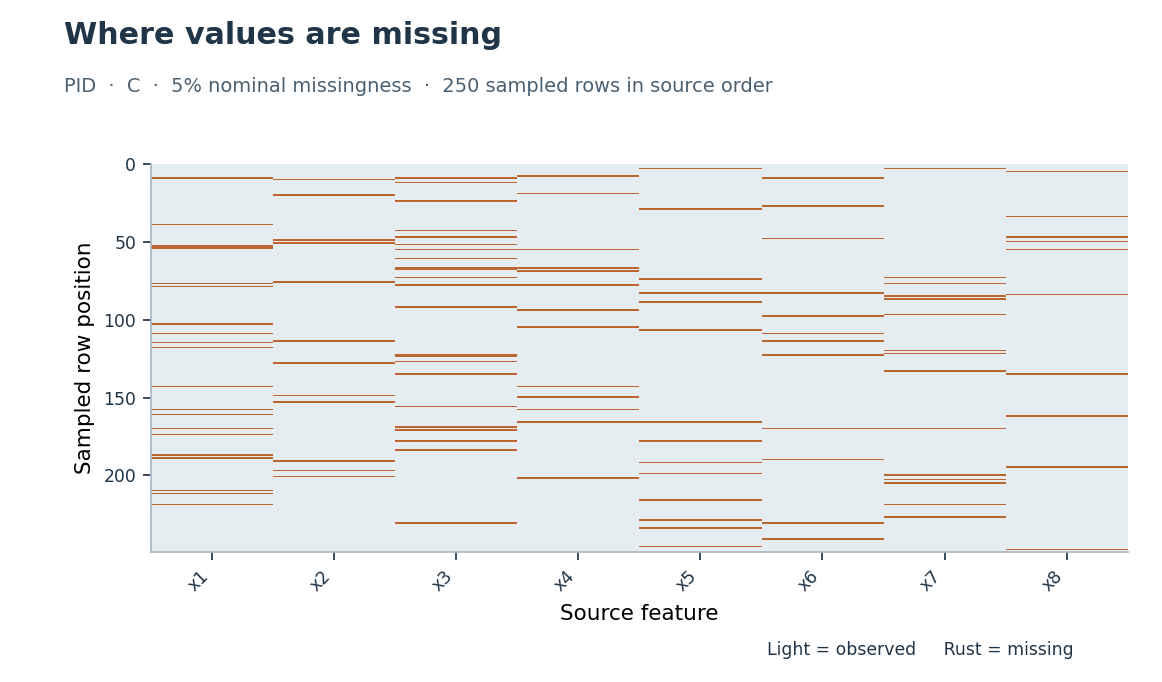 Where values are missing
PID · C · 5% nominal missingness · 250 sampled rows in source order
0
50
100
150
200
Sampled row position
x1 x2 x3 x4 x5 x6 x7 x8
Source feature
Light = observed Rust = missing